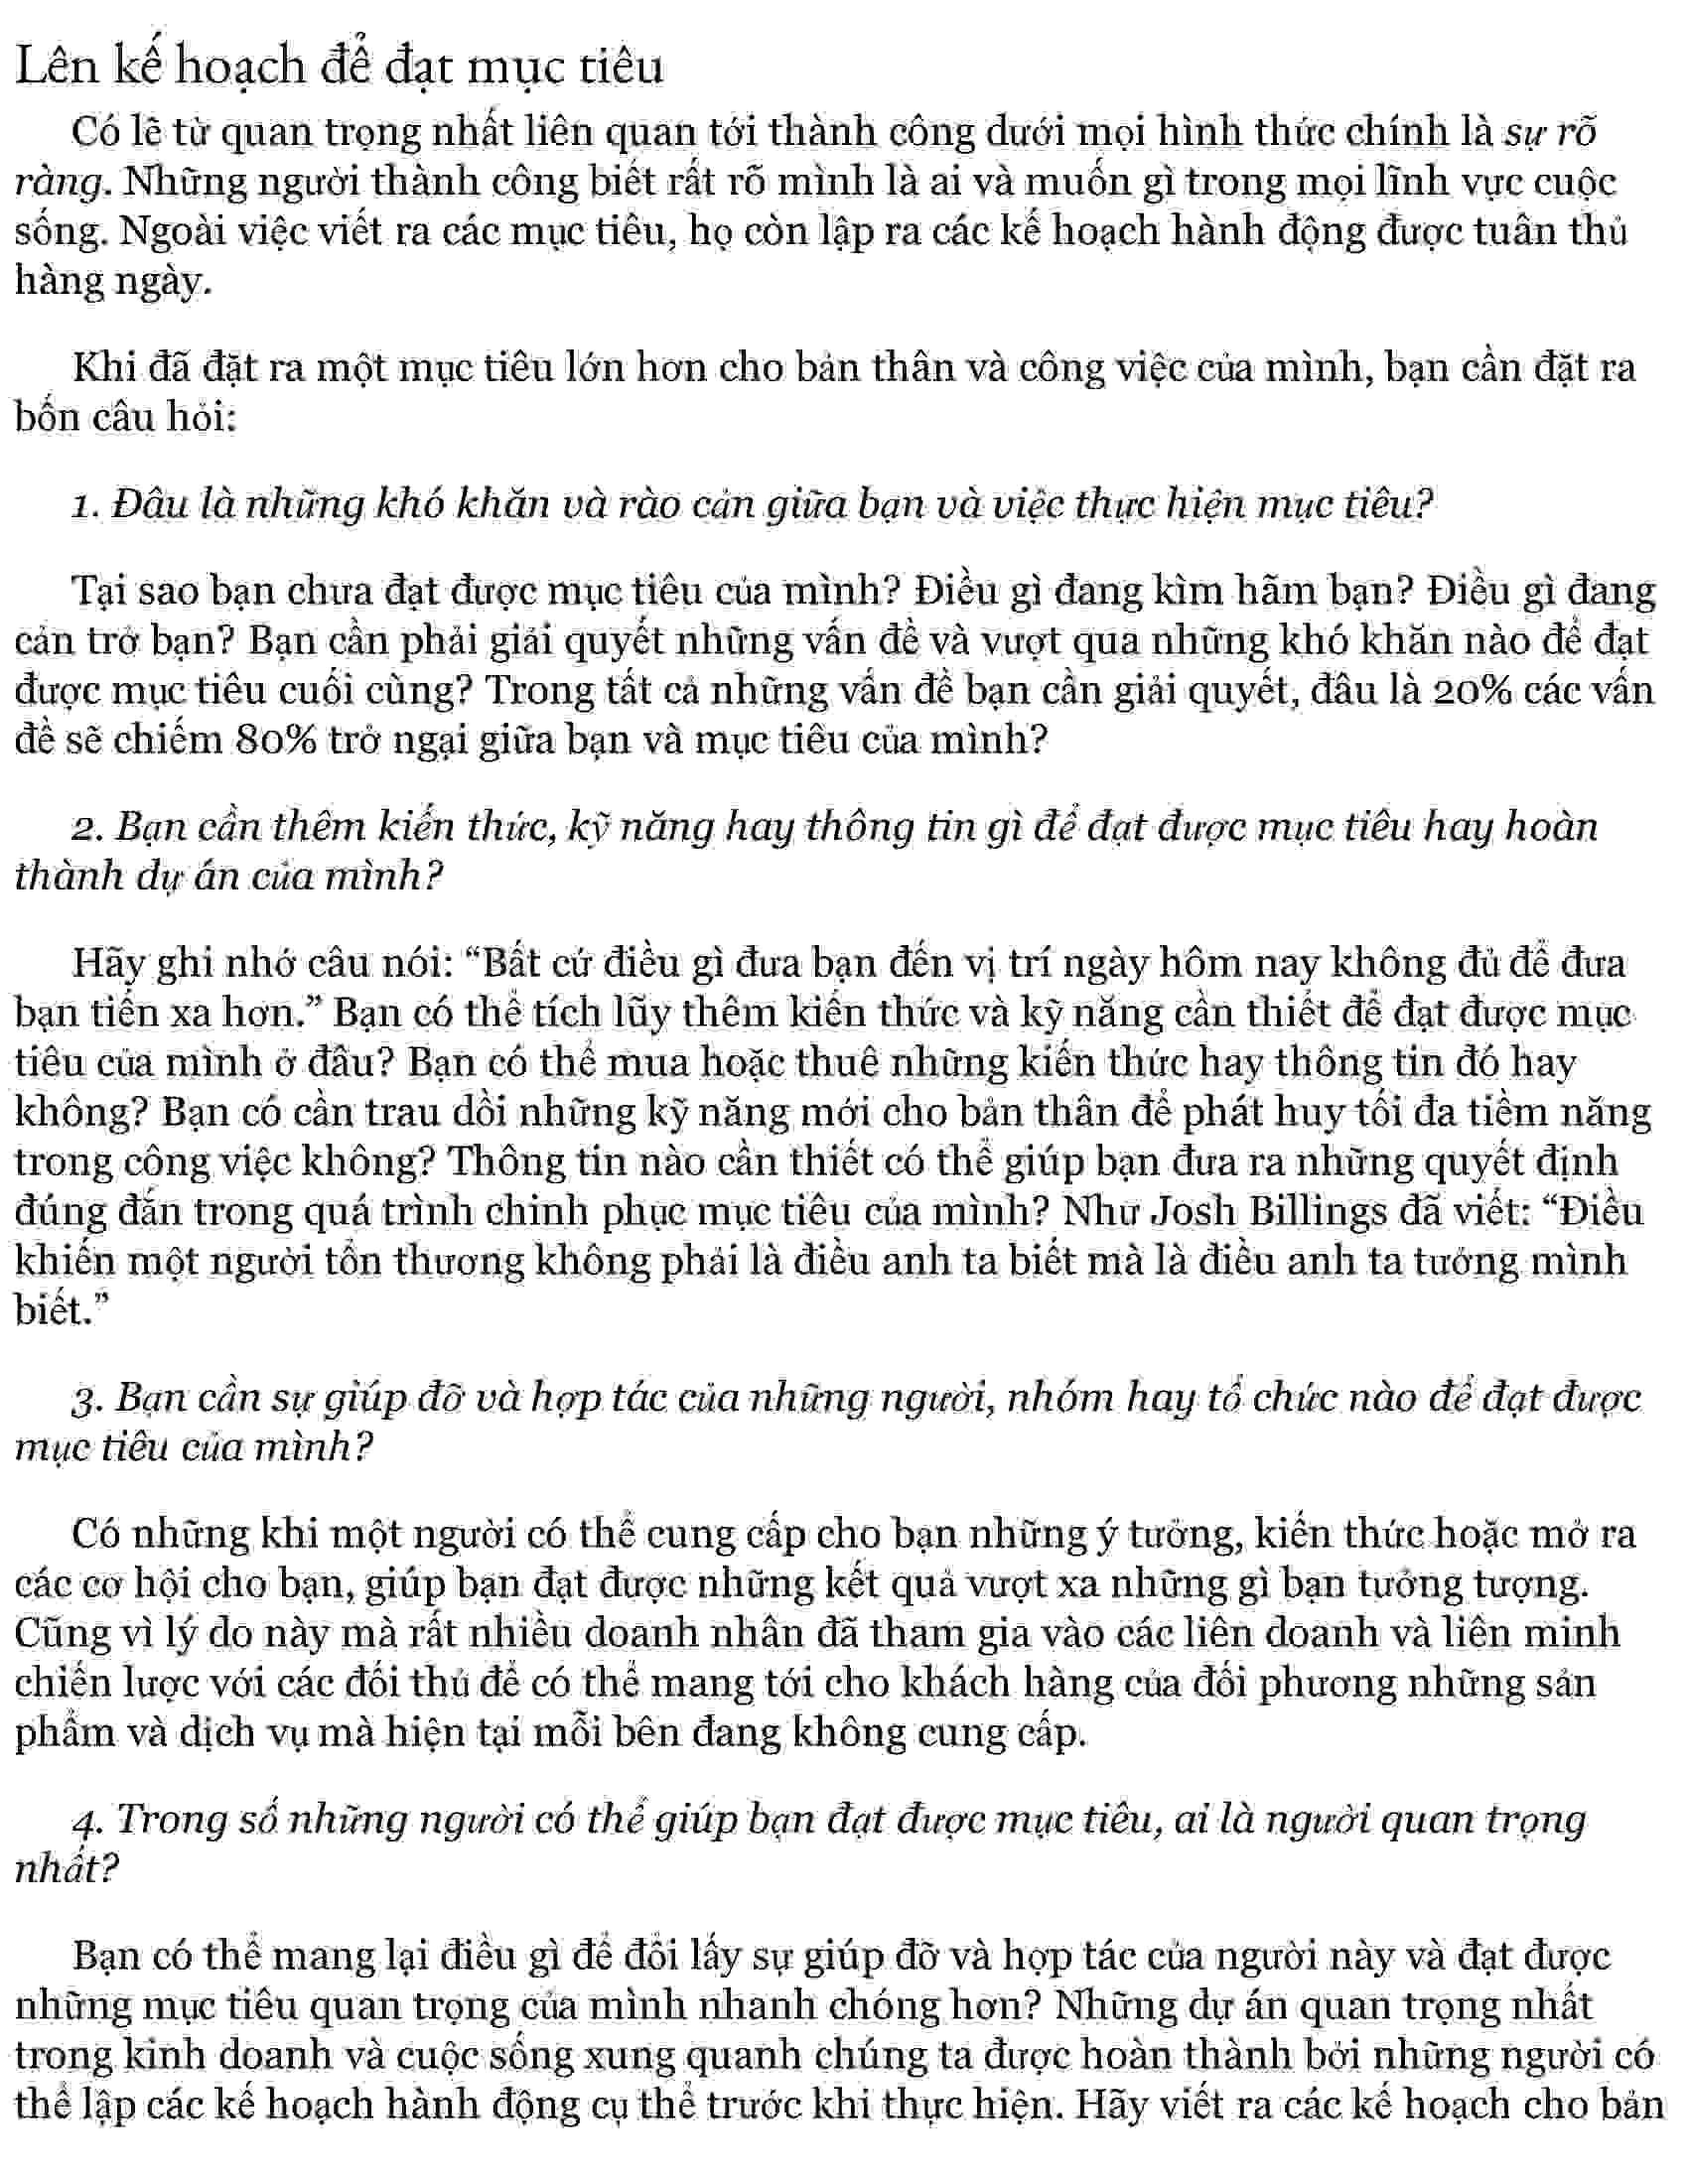 Lên kế hoạch để đạt mục tiêu
Có lẽ từ quan trọng nhất liên quan tới thành công dưới mọi hình thức chính là sự rõ
ràng. Những người thành công biết rất rõ mình là ai và muốn gì trong mọi lĩnh vực cuộc
sống. Ngoài việc viết ra các mục tiêu, họ còn lập ra các kế hoạch hành động được tuân thủ
hàng ngày.
Khi đã đặt ra một mục tiêu lớn hơn cho bản thân và công việc của mình, bạn cần đặt ra
bốn câu hỏi:
1. Đâu là những khó khăn và rào cản giữa bạn và việc thực hiện mục tiêu?
Tại sao bạn chưa đạt được mục tiêu của mình? Điều gì đang kìm hãm bạn? Điều gì đang
cản trở bạn? Bạn cần phải giải quyết những vấn đề và vượt qua những khó khăn nào để đạt
được mục tiêu cuối cùng? Trong tất cả những vấn đề bạn cần giải quyết, đâu là 20% các vấn
đề sẽ chiếm 80% trở ngại giữa bạn và mục tiêu của mình?
2. Bạn cần thêm kiến thức, kỹ năng hay thông tin gì để đạt được mục tiêu hay hoàn
thành dự án của mình?
Hãy ghi nhớ câu nói: “Bất cứ điều gì đưa bạn đến vị trí ngày hôm nay không đủ để đưa
bạn tiến xa hơn.” Bạn có thể tích lũy thêm kiến thức và kỹ năng cần thiết để đạt được mục
tiêu của mình ở đâu? Bạn có thể mua hoặc thuê những kiến thức hay thông tin đó hay
không? Bạn có cần trau dồi những kỹ năng mới cho bản thân để phát huy tối đa tiềm năng
trong công việc không? Thông tin nào cần thiết có thể giúp bạn đưa ra những quyết định
đúng đắn trong quá trình chinh phục mục tiêu của mình? Như Josh Billings đã viết: “Điều
khiến một người tổn thương không phải là điều anh ta biết mà là điều anh ta tưởng mình
biết.”
3. Bạn cần sự giúp đỡ và hợp tác của những người, nhóm hay tổ chức nào để đạt được
mục tiêu của mình?
Có những khi một người có thể cung cấp cho bạn những ý tưởng, kiến thức hoặc mở ra
các cơ hội cho bạn, giúp bạn đạt được những kết quả vượt xa những gì bạn tưởng tượng.
Cũng vì lý do này mà rất nhiều doanh nhân đã tham gia vào các liên doanh và liên minh
chiến lược với các đối thủ để có thể mang tới cho khách hàng của đối phương những sản
phẩm và dịch vụ mà hiện tại mỗi bên đang không cung cấp.
4. Trong số những người có thể giúp bạn đạt được mục tiêu, ai là người quan trọng
nhất?
Bạn có thể mang lại điều gì để đổi lấy sự giúp đỡ và hợp tác của người này và đạt được
những mục tiêu quan trọng của mình nhanh chóng hơn? Những dự án quan trọng nhất
trong kinh doanh và cuộc sống xung quanh chúng ta được hoàn thành bởi những người có
thể lập các kế hoạch hành động cụ thể trước khi thực hiện. Hãy viết ra các kế hoạch cho bản